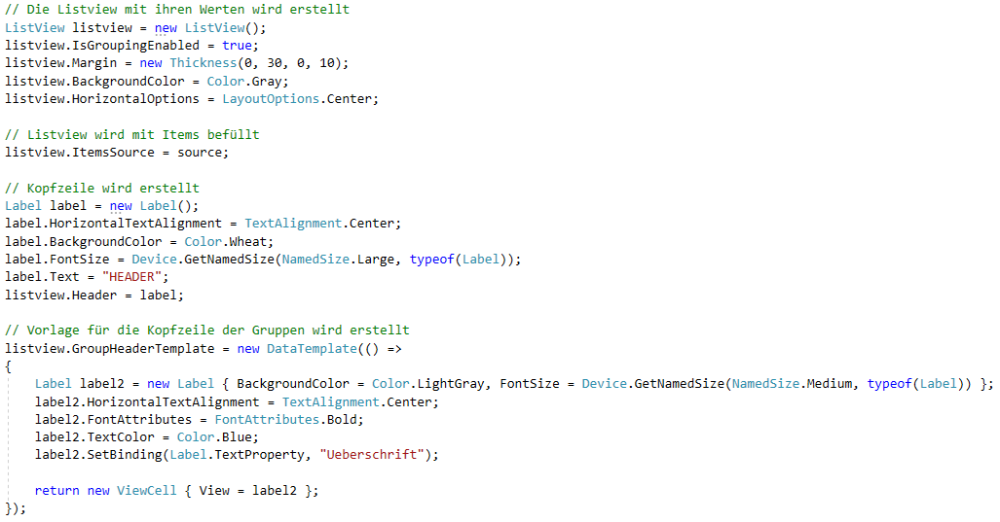 // Die Listview mit ihren Werten wird erstellt
ListView listview = new ListView();
listview.IsGroupingEnabled = true;
listview.Margin = new Thickness(0, 30, 0, 10);
listview.BackgroundColor = Color.Gray;
listview.HorizontalOptions = LayoutOptions.Center;

// Listview wird mit Items befüllt
listview.ItemsSource = source;

// Kopfzeile wird erstellt
Label label = new Label();
label.HorizontalTextAlignment = TextAlignment.Center;
label.BackgroundColor = Color.Wheat;
label.FontSize = Device.GetNamedSize(NamedSize.Large, typeof(Label));
label.Text = "HEADER";
listview.Header = label;

// Vorlage für die Kopfzeile der Gruppen wird erstellt
listview.GroupHeaderTemplate = new DataTemplate(() =>
{
    Label label2 = new Label { BackgroundColor = Color.LightGray, FontSize = Device.GetNamedSize(NamedSize.Medium, typeof(Label)) };
    label2.HorizontalTextAlignment = TextAlignment.Center;
    label2.FontAttributes = FontAttributes.Bold;
    label2.TextColor = Color.Blue;
    label2.SetBinding(Label.TextProperty, "Ueberschrift");

    return new ViewCell { View = label2 };
});